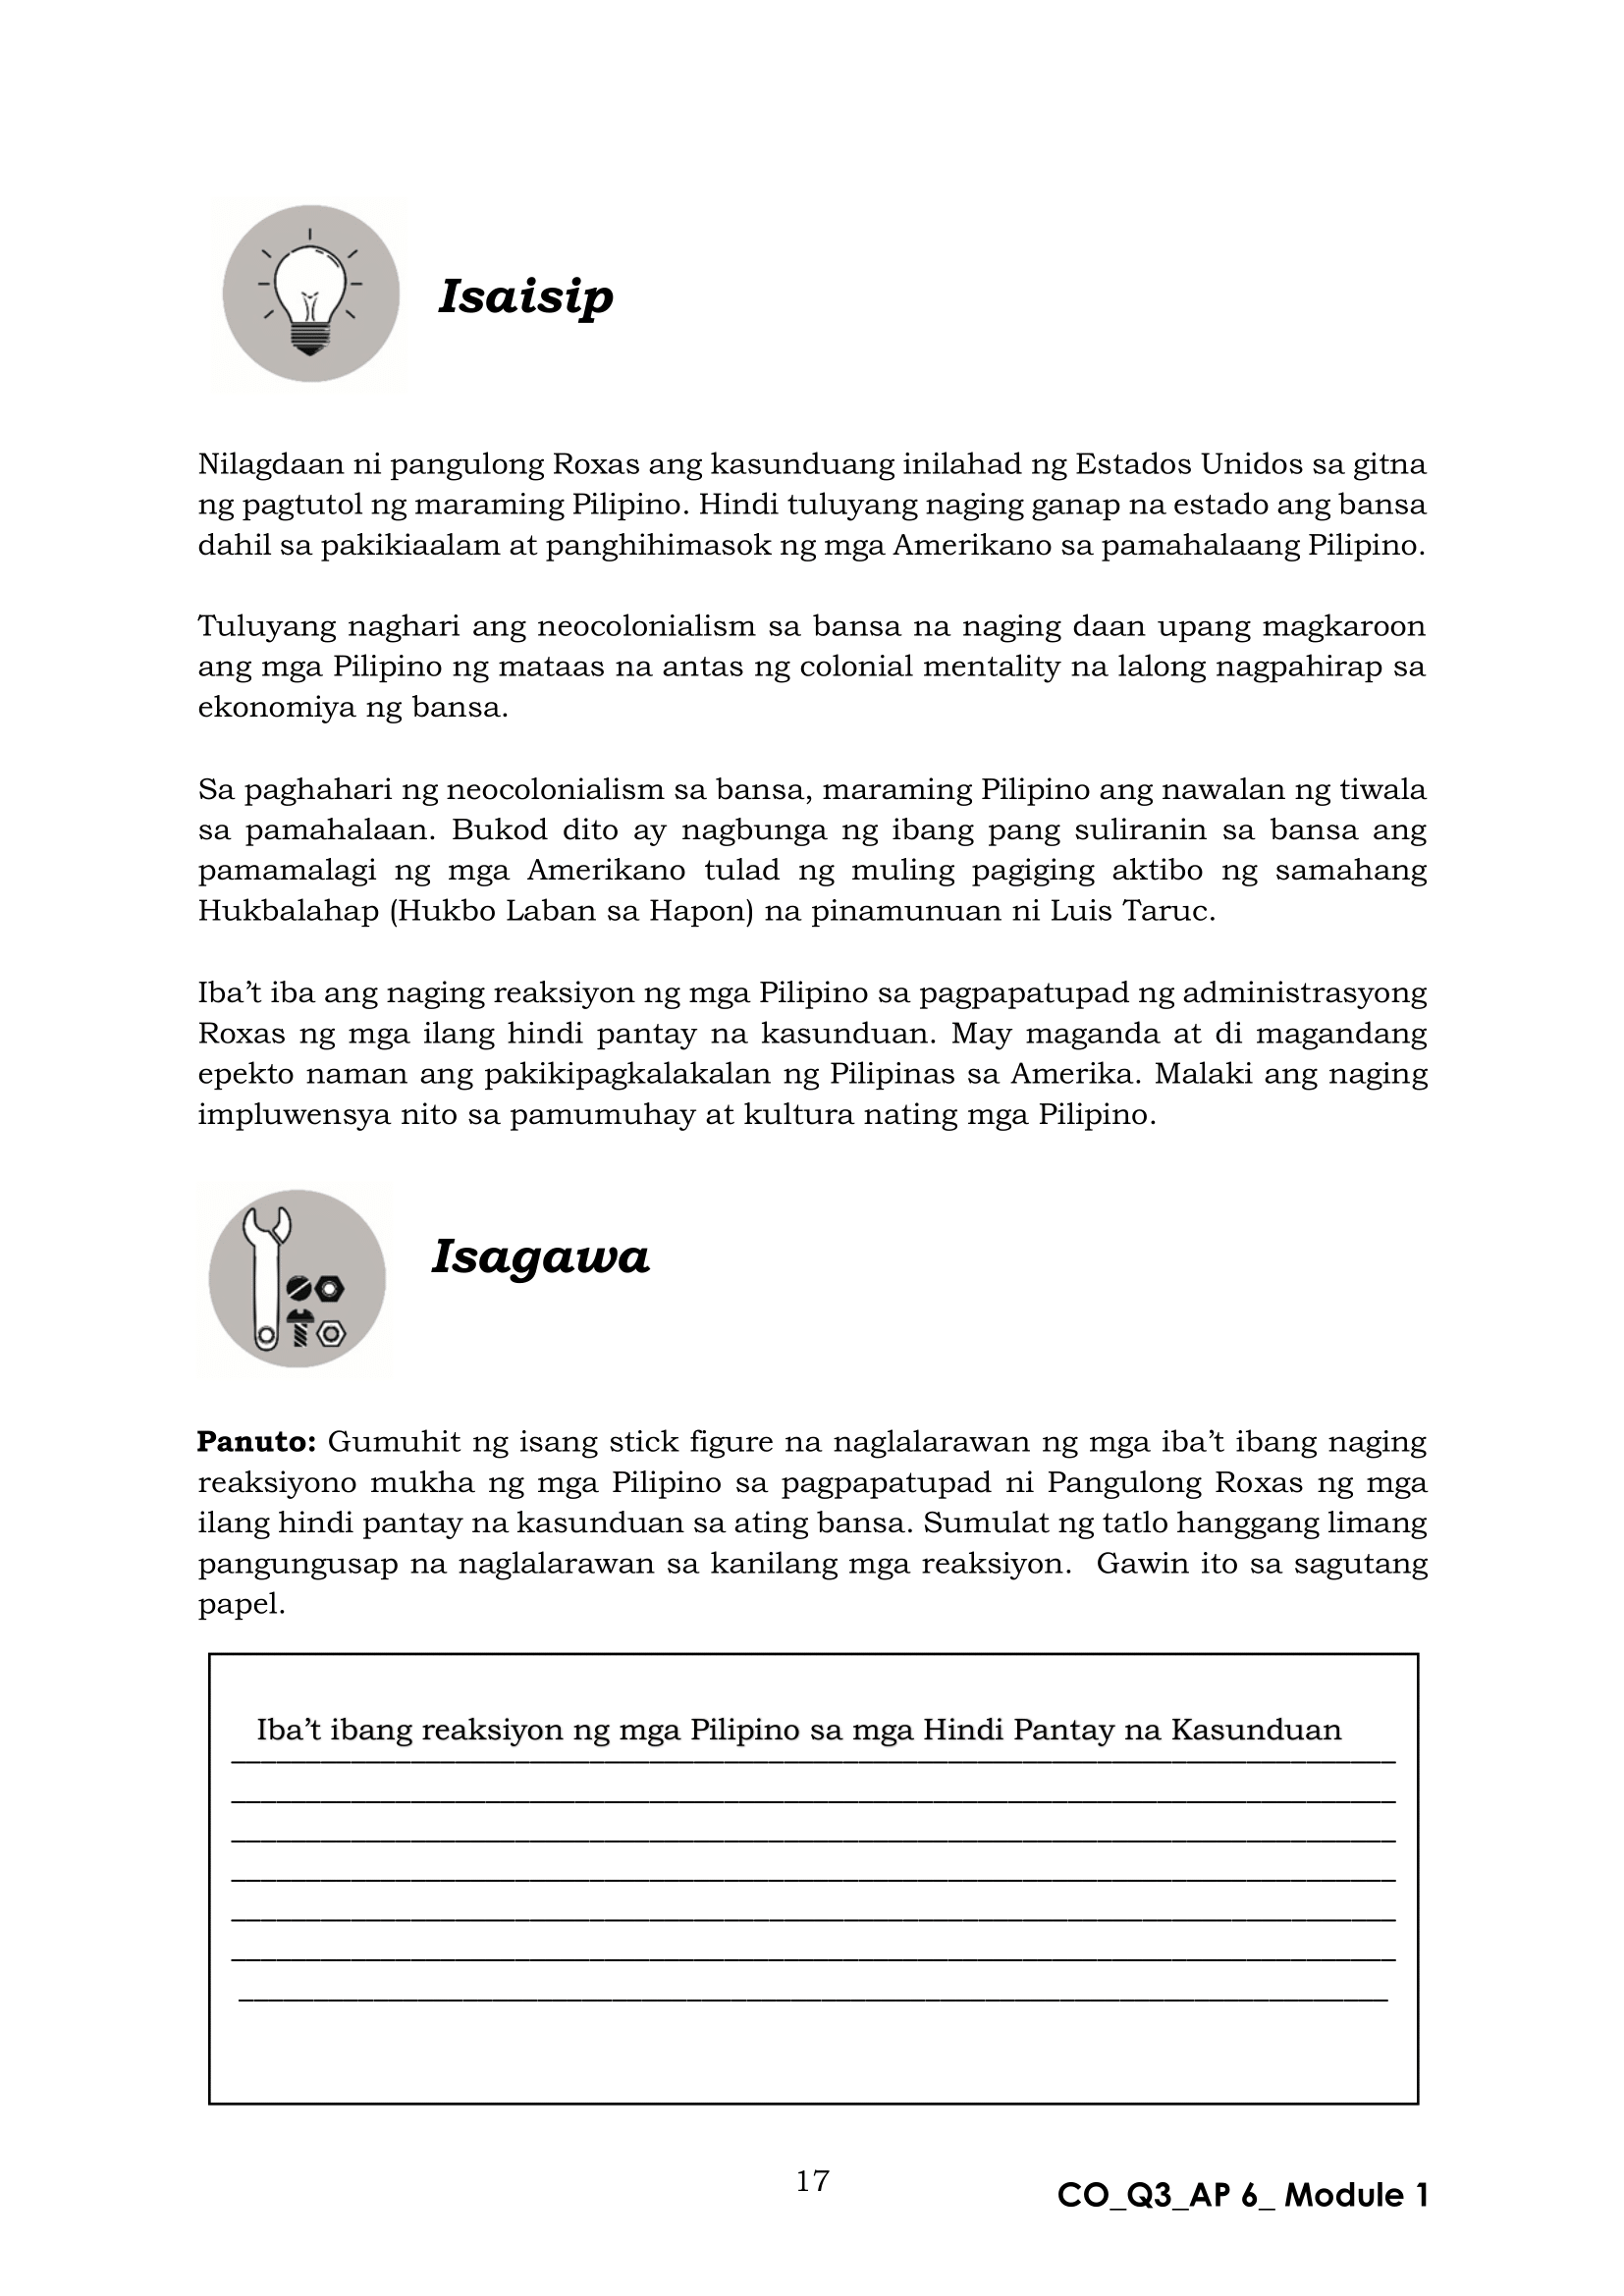 Isaisip
Nilagdaan ni pangulong Roxas ang kasunduang inilahad ng Estados Unidos sa gitna
ng pagtutol ng maraming Pilipino. Hindi tuluyang naging ganap na estado ang bansa
dahil sa pakikiaalam at panghihimasok ng mga Amerikano sa pamahalaang Pilipino.
Tuluyang naghari ang neocolonialism sa bansa na naging daan upang magkaroon
ang mga Pilipino ng mataas na antas ng colonial mentality na lalong nagpahirap sa
ekonomiya ng bansa.
Sa paghahari ng neocolonialism sa bansa, maraming Pilipino ang nawalan ng tiwala
sa pamahalaan. Bukod dito ay nagbunga ng ibang pang suliranin sa bansa ang
pamamalagi ng mga Amerikano tulad ng muling pagiging aktibo ng samahang
Hukbalahap (Hukbo Laban sa Hapon) na pinamunuan ni Luis Taruc.
Iba’t iba ang naging reaksiyon ng mga Pilipino sa pagpapatupad ng administrasyong
Roxas ng mga ilang hindi pantay na kasunduan. May maganda at di magandang
epekto naman ang pakikipagkalakalan ng Pilipinas sa Amerika. Malaki ang naging
impluwensya nito sa pamumuhay at kultura nating mga Pilipino.
Isagawa
Panuto: Gumuhit ng isang stick figure na naglalarawan ng mga iba’t ibang naging
reaksiyono mukha ng mga Pilipino sa pagpapatupad ni Pangulong Roxas ng mga
ilang hindi pantay na kasunduan sa ating bansa. Sumulat ng tatlo hanggang limang
pangungusap na naglalarawan sa kanilang mga reaksiyon. Gawin ito sa sagutang
papel.
Iba’t ibang reaksiyon ng mga Pilipino sa mga Hindi Pantay na Kasunduan
17
CO_Q3_AP 6_ Module 1